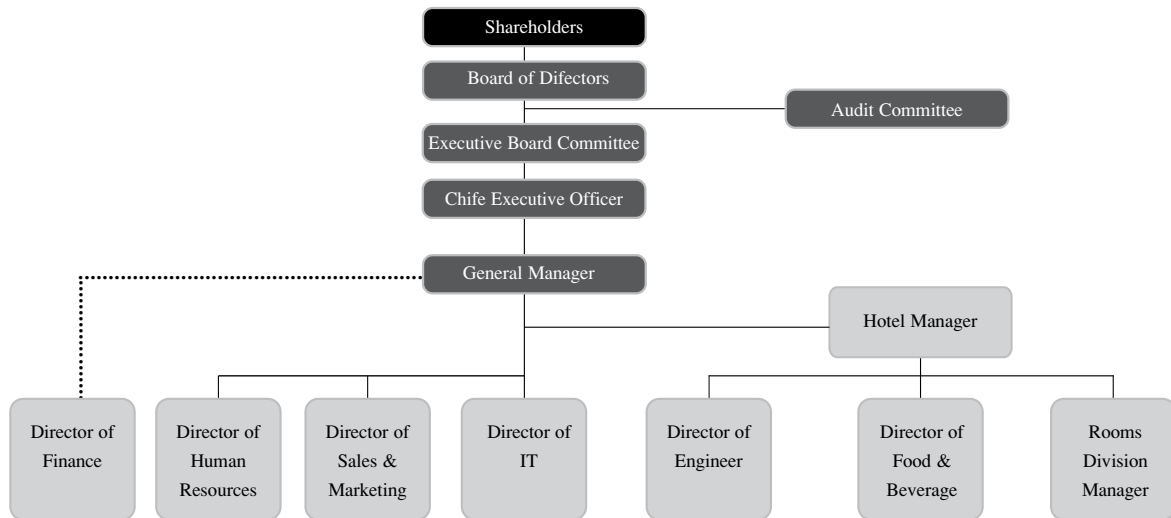 Shareholders
Board of Difectors
Audit Committee
Executive Board Committee
Chife Executive Officer
General Manager
Hotel Manager
Director of
Finance
Director of
Human
Resources
Director of
Sales &
Marketing
Director of
IT
Director of
Engineer
Director of
Food &
Beverage
Rooms
Division
Manager